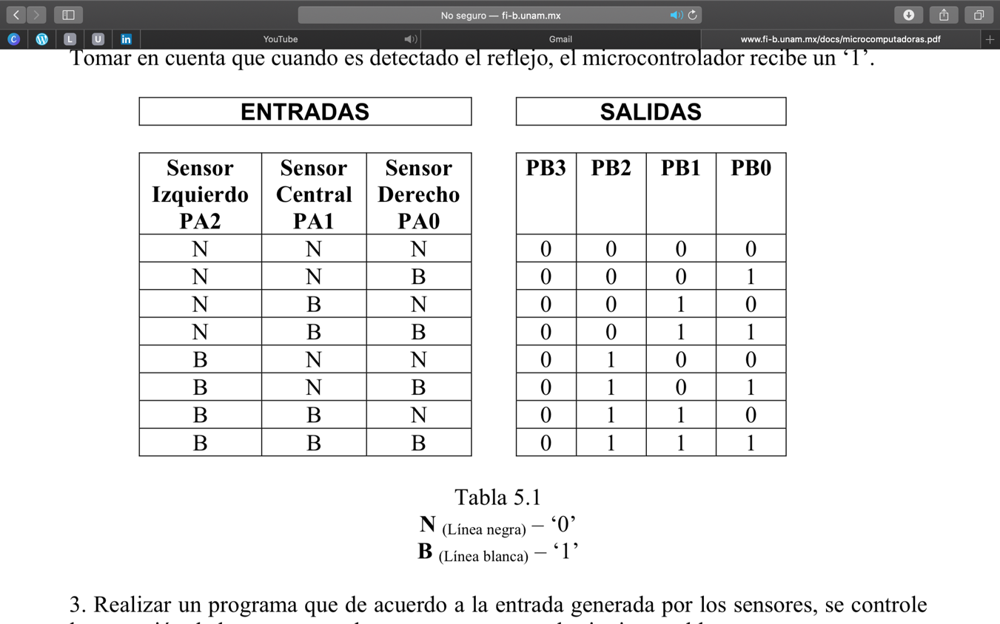 No seguro — fi-b.unam.mx
C W L U in YouTube Gmail www.fi-b.unam.mx/docs/microcomputadoras.pdf
Tomar en cuenta que cuando es detectado el reflejo, el microcontrolador recibe un ‘1’.
ENTRADAS SALIDAS
Sensor Sensor Sensor PB3 PB2 PB1 PB0
Izquierdo Central Derecho
PA2 PA1 PA0
N N N 0 0 0 0
N N B 0 0 0 1
N B N 0 0 1 0
N B B 0 0 1 1
B N N 0 1 0 0
B N B 0 1 0 1
B B N 0 1 1 0
B B B 0 1 1 1
Tabla 5.1
N (Línea negra) – ‘0’
B (Línea blanca) – ‘1’
3. Realizar un programa que de acuerdo a la entrada generada por los sensores, se controle